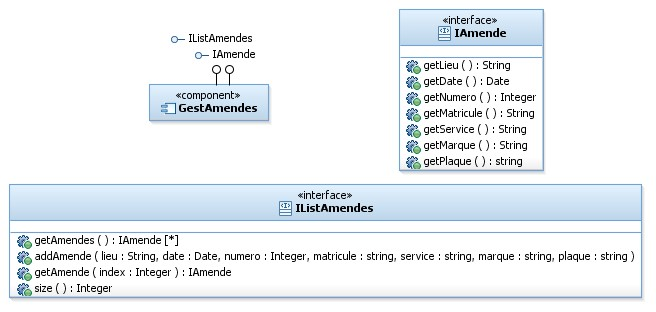 IListAmendes
IAmende
«component»
GestAmendes
«interface»
IAmende
getLieu ( ) : String
getDate ( ) : Date
getNumero ( ) : Integer
getMatricule ( ) : String
getService ( ) : String
getMarque ( ) : String
getPlaque ( ) : string
«interface»
IListAmendes
getAmendes ( ) : IAmende [*]
addAmende ( lieu : String, date : Date, numero : Integer, matricule : string, service : string, marque : string, plaque : string )
getAmende ( index : Integer ) : IAmende
size ( ) : Integer